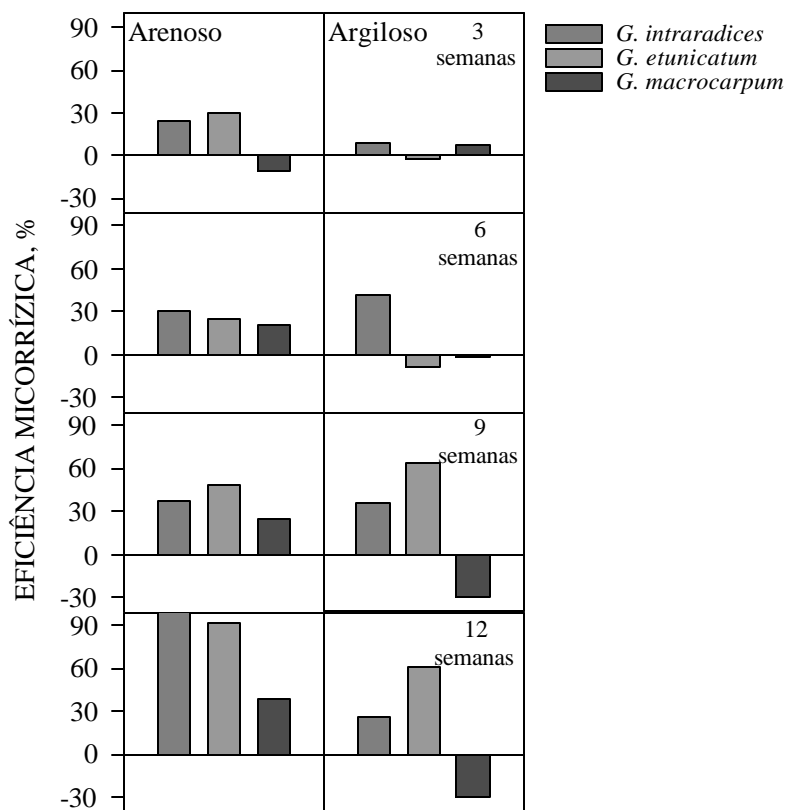 EFICIÊNCIA MICORRÍZICA, %
Arenoso
Argiloso
3
semanas
90
60
30
0
-30
6
semanas
90
60
30
0
-30
9
semanas
90
60
30
0
-30
12
semanas
90
60
30
0
-30
G. intraradices
G. etunicatum
G. macrocarpum